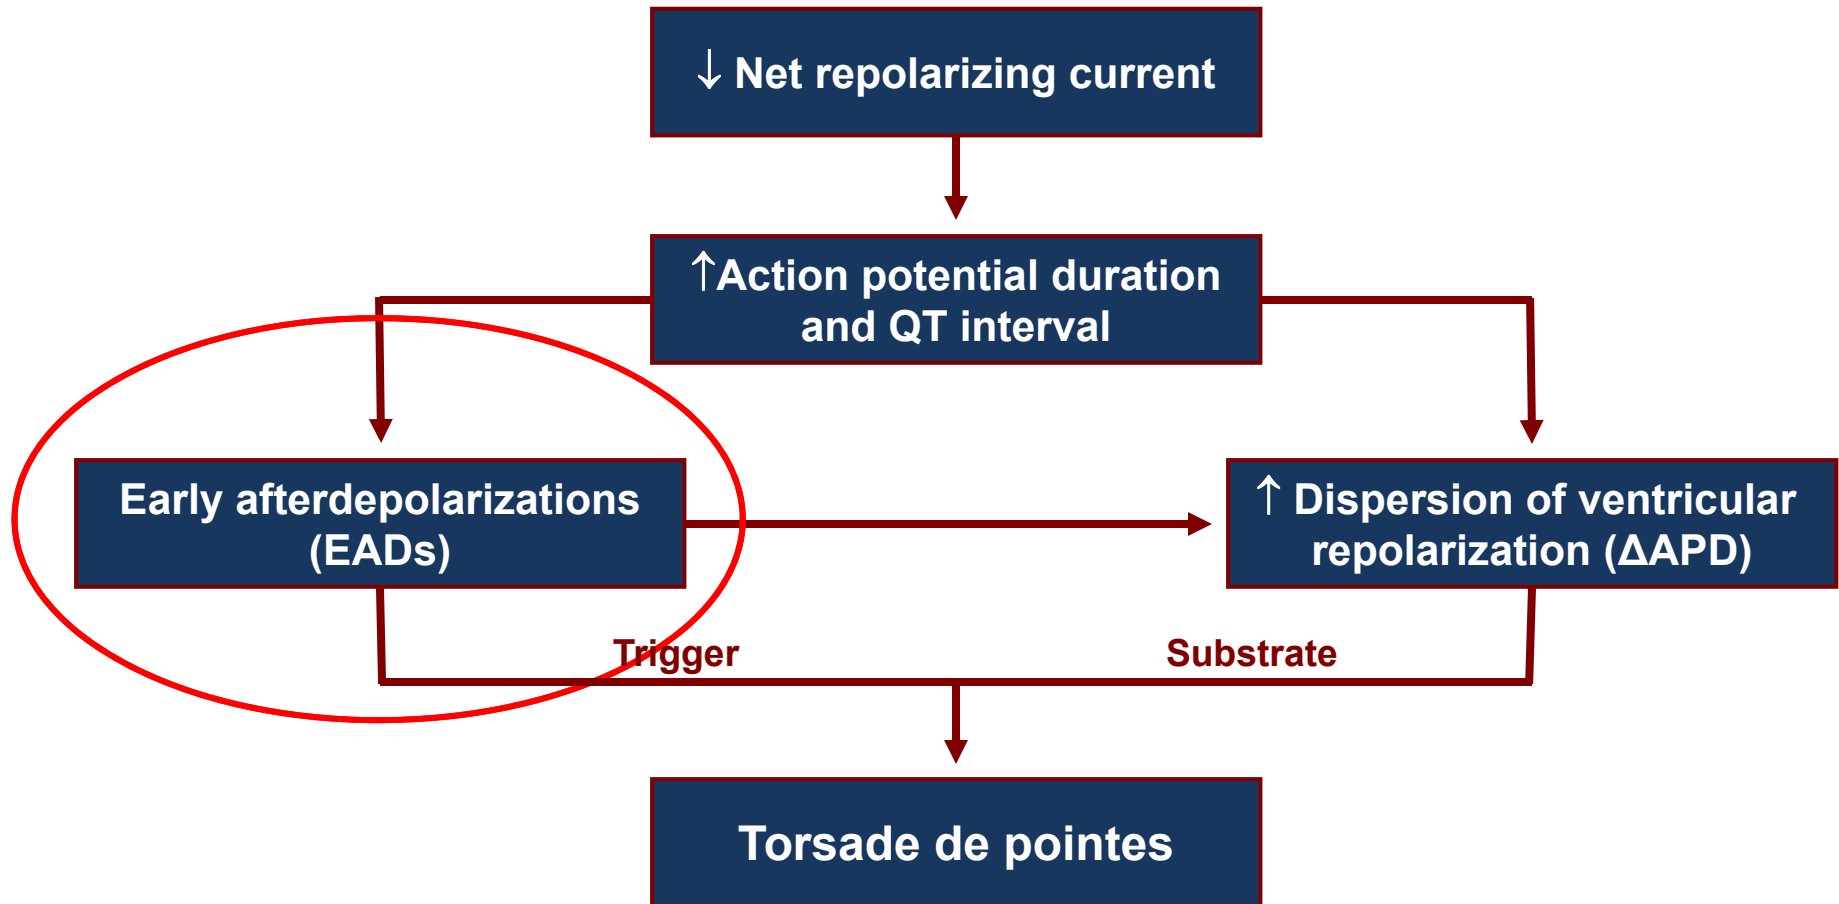 ↓ Net repolarizing current
↑Action potential duration
and QT interval
Early afterdepolarizations
(EADs)
↑ Dispersion of ventricular
repolarization (ΔAPD)
Trigger
Substrate
Torsade de pointes